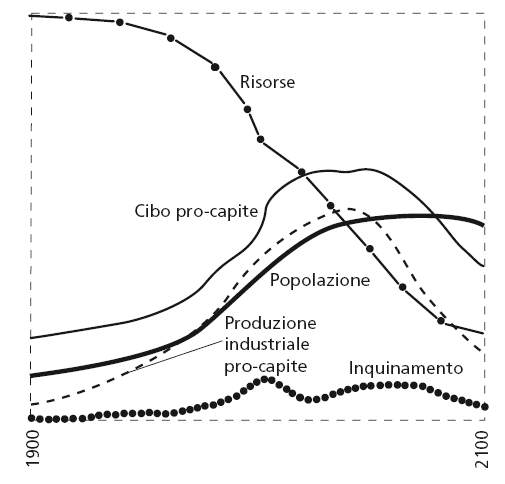 Risorse
Cibo pro-capite
Popolazione
Produzione
industriale
pro-capite
Inquinamento
1900
2100